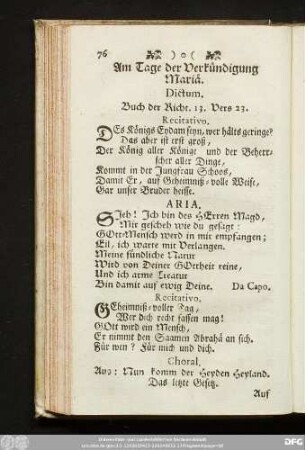 76 ) o (
Am Tage der Verkündigung
Mariä.
Dictum.
Buch der Richt. 13. Vers 23.
Recitativo.
DEs Königs Eydam seyn, wer hälts geringe?
Das aber ist erst groß,
Der König aller Könige und der Beherr-
scher aller Dinge,
Kommt in der Jungfrau Schoos,
Damit Er, auf Geheimniß-volle Weise,
Gar unser Bruder heisse.
ARIA.
SIeh! Ich bin des HErren Magd,
Mir gescheh wie du gesagt:
GOtt-Mensch werd in mir empfangen;
Eil, ich warte mit Verlangen.
Meine sündliche Natur
Wird von Deiner GOttheit reine,
Und ich arme Creatur
Bin damit auf ewig Deine. Da Capo.
Recitativo.
GEheimniß-voller Tag,
Wer dich recht fassen mag!
GOtt wird ein Mensch,
Er nimmt den Saamen Abrahä an sich.
Für wen? Für mich und dich.
Choral,
Aus: Nun komm der Heyden Heyland.
Das letzte Gesetz.
Auf
DFG